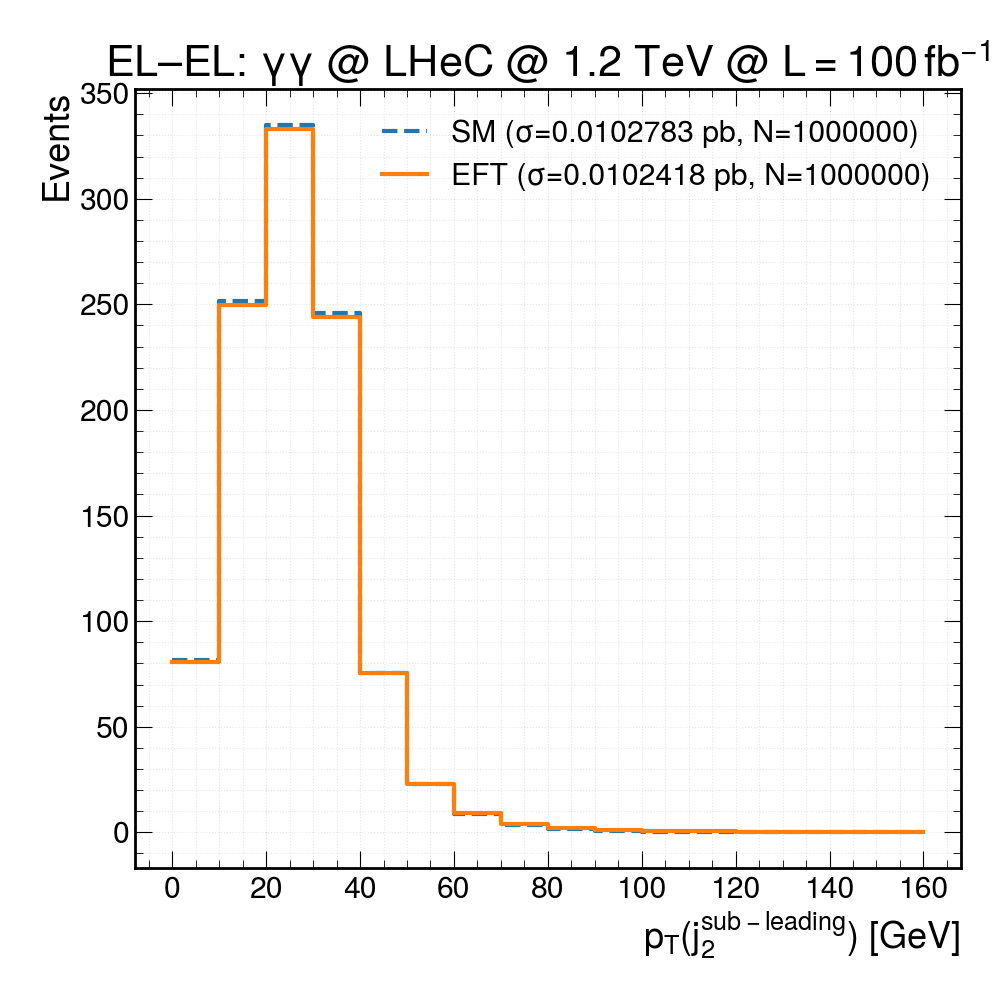 EL–EL: γγ @ LHeC @ 1.2 TeV @ L = 100 fb⁻¹
Events
350
300
250
200
150
100
50
0
SM (σ=0.0102783 pb, N=1000000)
EFT (σ=0.0102418 pb, N=1000000)
0 20 40 60 80 100 120 140 160
p_T(j_2^{sub−leading}) [GeV]